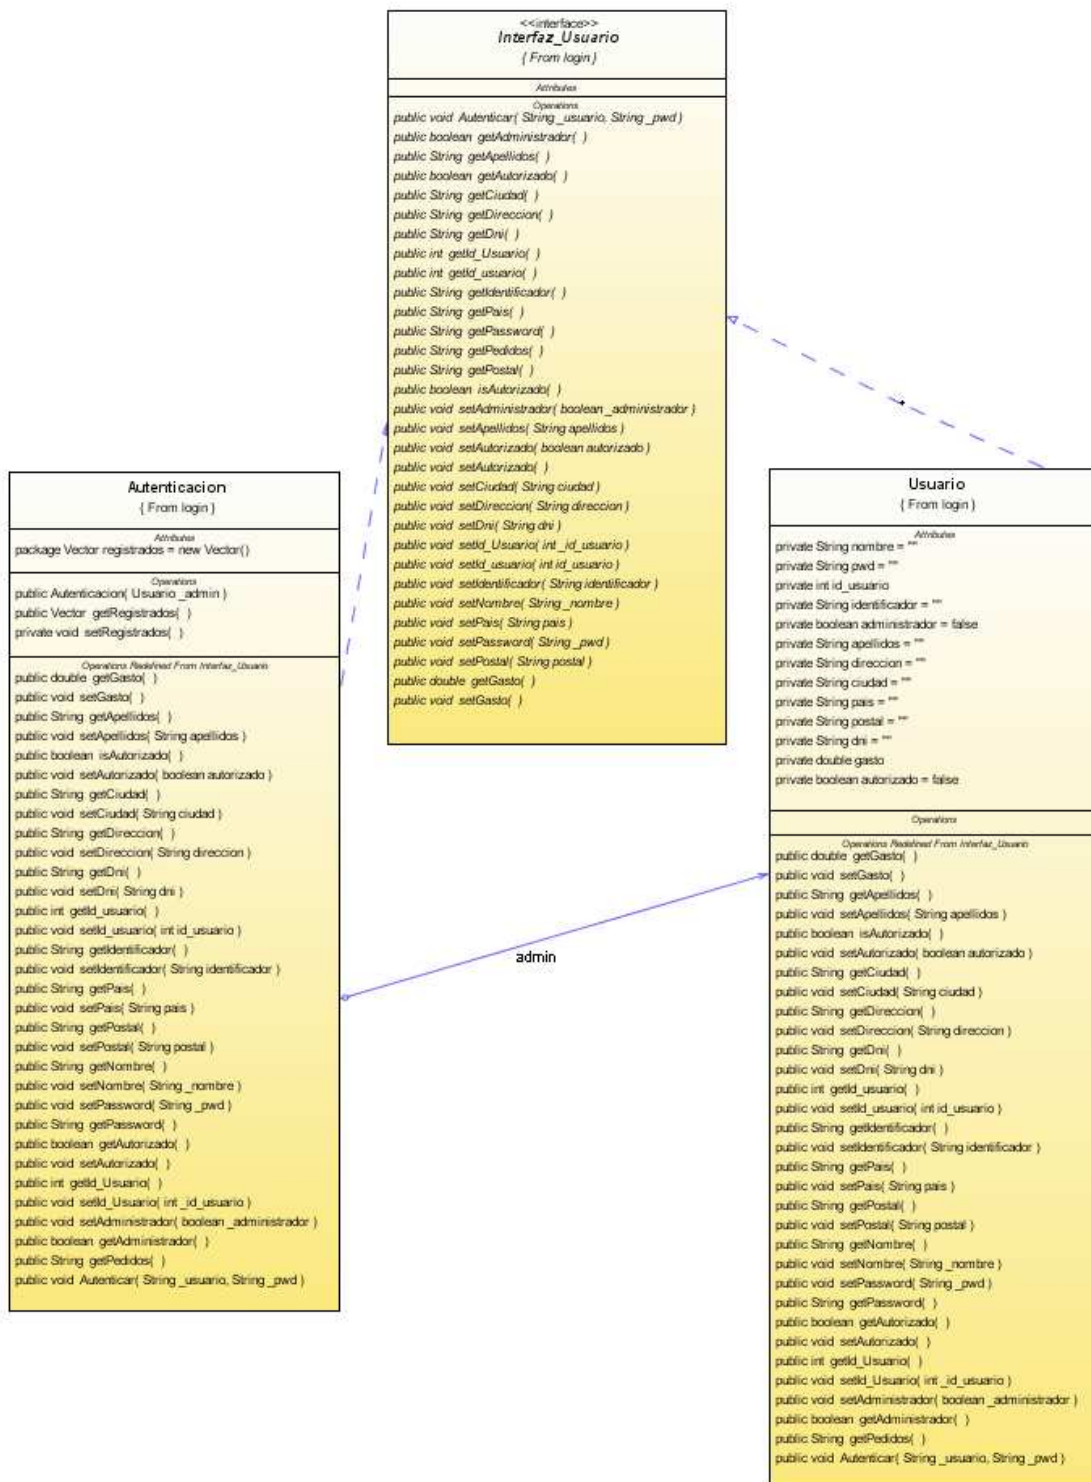 <<interface>>
Interfaz_Usuario
{ From login }
Attributes
Operations
public void Autenticar( String _usuario, String _pwd )
public boolean getAdministrador( )
public String getApellidos( )
public boolean getAutorizado( )
public String getCiudad( )
public String getDireccion( )
public String getDni( )
public int getId_Usuario( )
public int getId_usuario( )
public String getIdentificador( )
public String getPais( )
public String getPassword( )
public String getPedidos( )
public String getPostal( )
public boolean isAutorizado( )
public void setAdministrador( boolean _administrador )
public void setApellidos( String apellidos )
public void setAutorizado( boolean autorizado )
public void setAutorizado( )
public void setCiudad( String ciudad )
public void setDireccion( String direccion )
public void setDni( String dni )
public void setId_Usuario( int _id_usuario )
public void setId_usuario( int id_usuario )
public void setIdentificador( String identificador )
public void setNombre( String _nombre )
public void setPais( String pais )
public void setPassword( String _pwd )
public void setPostal( String postal )
public double getGasto( )
public void setGasto( )
Autenticacion
{ From login }
Attributes
package Vector registrados = new Vector()
Operations
public Autenticacion( Usuario _admin )
public Vector getRegistrados( )
private void setRegistrados( )
Operations Redefined From Interfaz_Usuario
public double getGasto( )
public void setGasto( )
public String getApellidos( )
public void setApellidos( String apellidos )
public boolean isAutorizado( )
public void setAutorizado( boolean autorizado )
public String getCiudad( )
public void setCiudad( String ciudad )
public String getDireccion( )
public void setDireccion( String direccion )
public String getDni( )
public void setDni( String dni )
public int getId_usuario( )
public void setId_usuario( int id_usuario )
public String getIdentificador( )
public void setIdentificador( String identificador )
public String getPais( )
public void setPais( String pais )
public String getPostal( )
public void setPostal( String postal )
public String getNombre( )
public void setNombre( String _nombre )
public void setPassword( String _pwd )
public String getPassword( )
public boolean getAutorizado( )
public void setAutorizado( )
public int getId_Usuario( )
public void setId_Usuario( int _id_usuario )
public void setAdministrador( boolean _administrador )
public boolean getAdministrador( )
public String getPedidos( )
public void Autenticar( String _usuario, String _pwd )
admin
Usuario
{ From login }
Attributes
private String nombre = ""
private String pwd = ""
private int id_usuario
private String identificador = ""
private boolean administrador = false
private String apellidos = ""
private String direccion = ""
private String ciudad = ""
private String pais = ""
private String postal = ""
private String dni = ""
private double gasto
private boolean autorizado = false
Operations
Operations Redefined From Interfaz_Usuario
public double getGasto( )
public void setGasto( )
public String getApellidos( )
public void setApellidos( String apellidos )
public boolean isAutorizado( )
public void setAutorizado( boolean autorizado )
public String getCiudad( )
public void setCiudad( String ciudad )
public String getDireccion( )
public void setDireccion( String direccion )
public String getDni( )
public void setDni( String dni )
public int getId_usuario( )
public void setId_usuario( int id_usuario )
public String getIdentificador( )
public void setIdentificador( String identificador )
public String getPais( )
public void setPais( String pais )
public String getPostal( )
public void setPostal( String postal )
public String getNombre( )
public void setNombre( String _nombre )
public void setPassword( String _pwd )
public String getPassword( )
public boolean getAutorizado( )
public void setAutorizado( )
public int getId_Usuario( )
public void setId_Usuario( int _id_usuario )
public void setAdministrador( boolean _administrador )
public boolean getAdministrador( )
public String getPedidos( )
public void Autenticar( String _usuario, String _pwd )